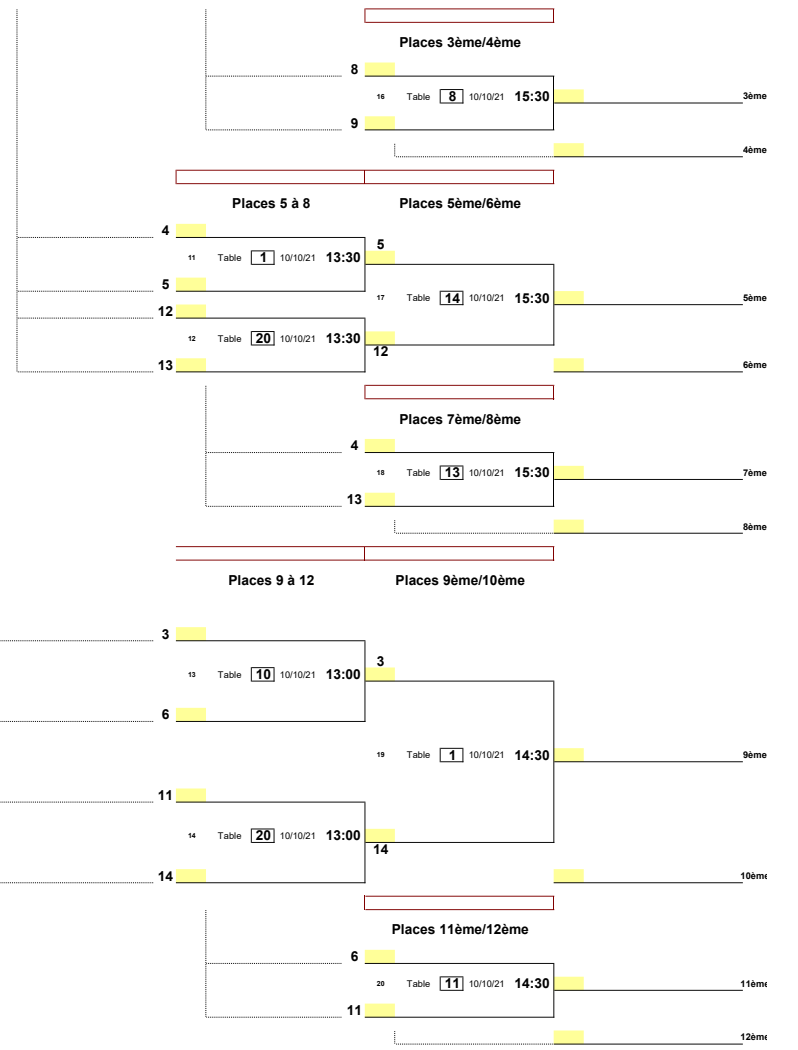 Places 3ème/4ème
8
16 Table 8 10/10/21 15:30 3ème
9
4ème
Places 5 à 8 Places 5ème/6ème
4
5
11 Table 1 10/10/21 13:30
5
17 Table 14 10/10/21 15:30 5ème
12
12 Table 20 10/10/21 13:30
12
13 6ème
Places 7ème/8ème
4
18 Table 13 10/10/21 15:30 7ème
13
8ème
Places 9 à 12 Places 9ème/10ème
3
3
13 Table 10 10/10/21 13:00
6
19 Table 1 10/10/21 14:30 9ème
11
14 Table 20 10/10/21 13:00
14
14 10ème
Places 11ème/12ème
6
20 Table 11 10/10/21 14:30 11ème
11
12ème